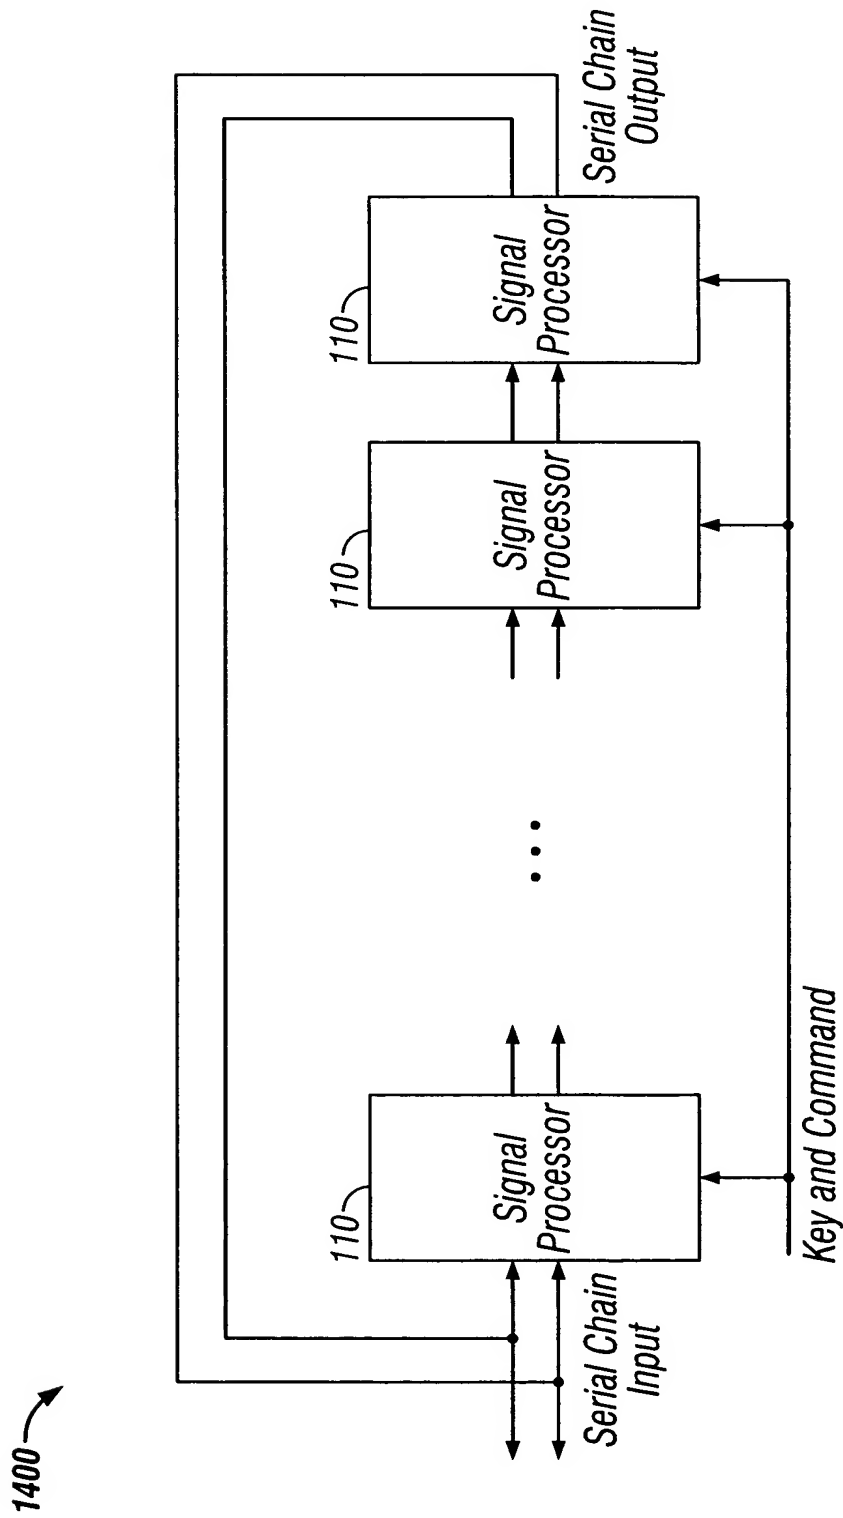 1400
110
Signal
Processor
110
Signal
Processor
110
Signal
Processor
Serial Chain
Input
Serial Chain
Output
...
Key and Command